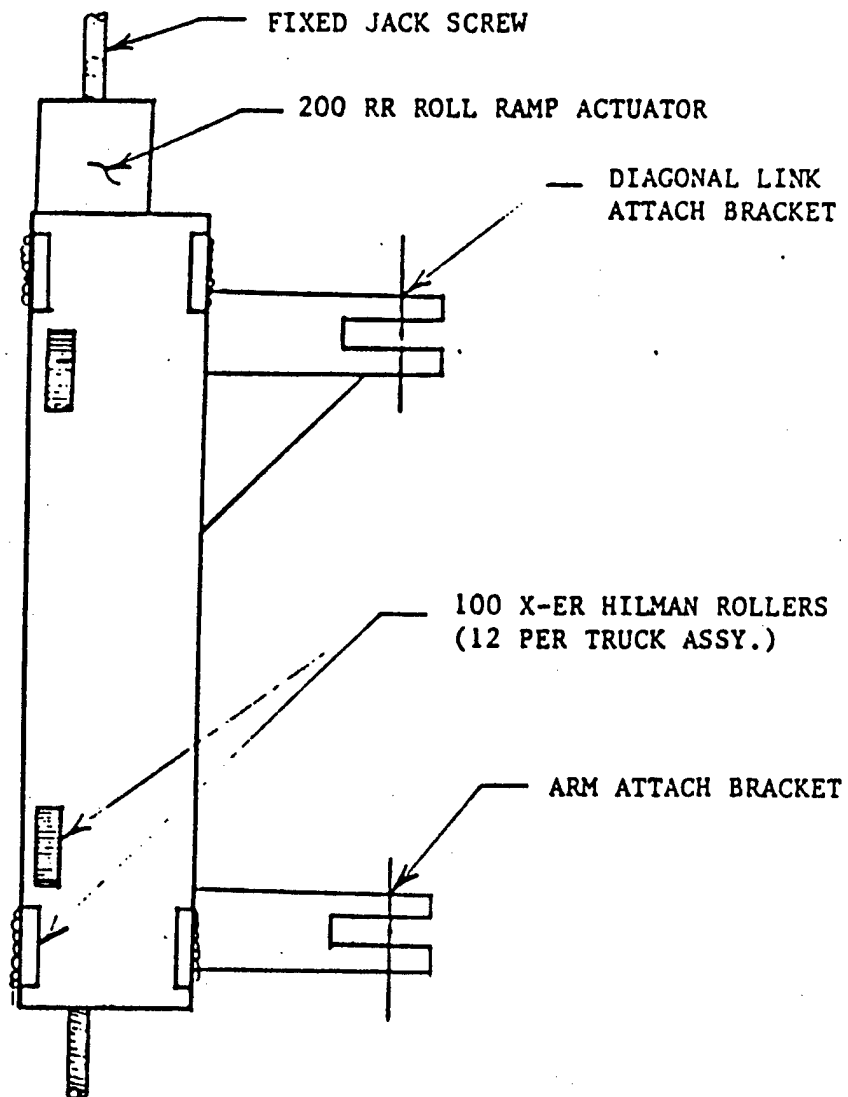 FIXED JACK SCREW
200 RR ROLL RAMP ACTUATOR
DIAGONAL LINK
ATTACH BRACKET
100 X-ER HILMAN ROLLERS
(12 PER TRUCK ASSY.)
ARM ATTACH BRACKET